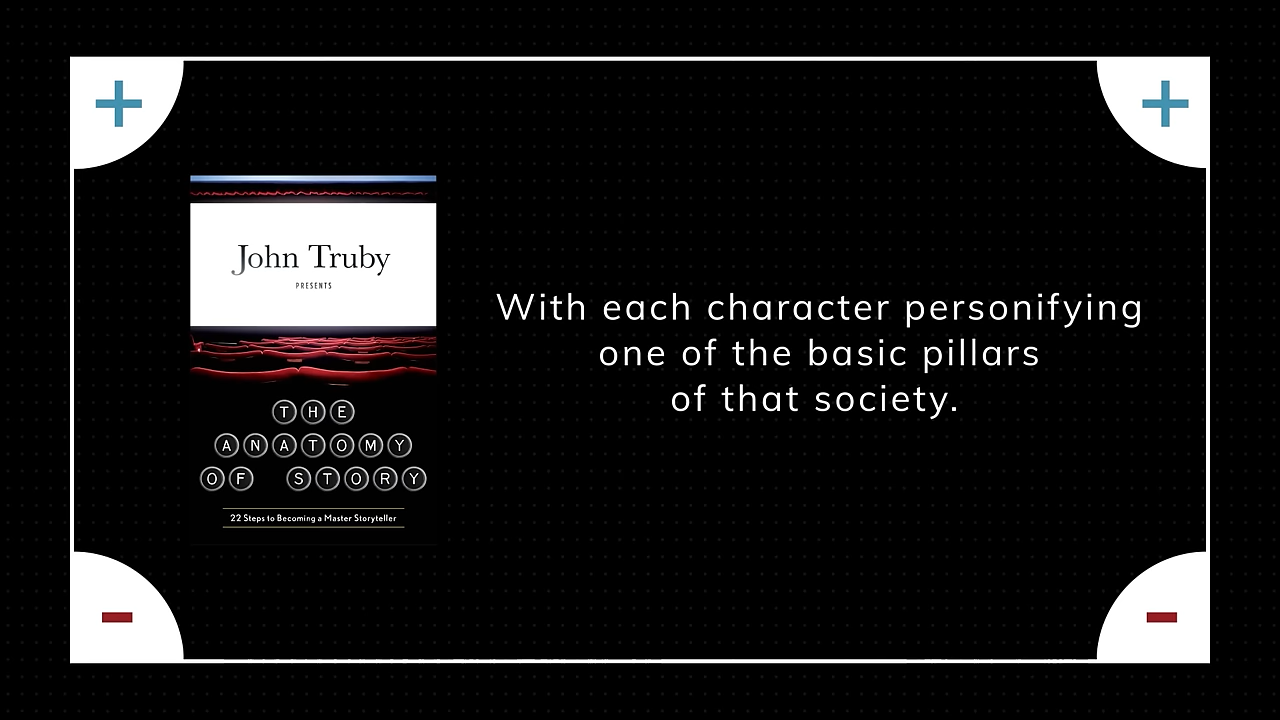 John Truby
PRESENTS
THE
ANATOMY
OF STORY
22 Steps to Becoming a Master Storyteller
With each character personifying
one of the basic pillars
of that society.